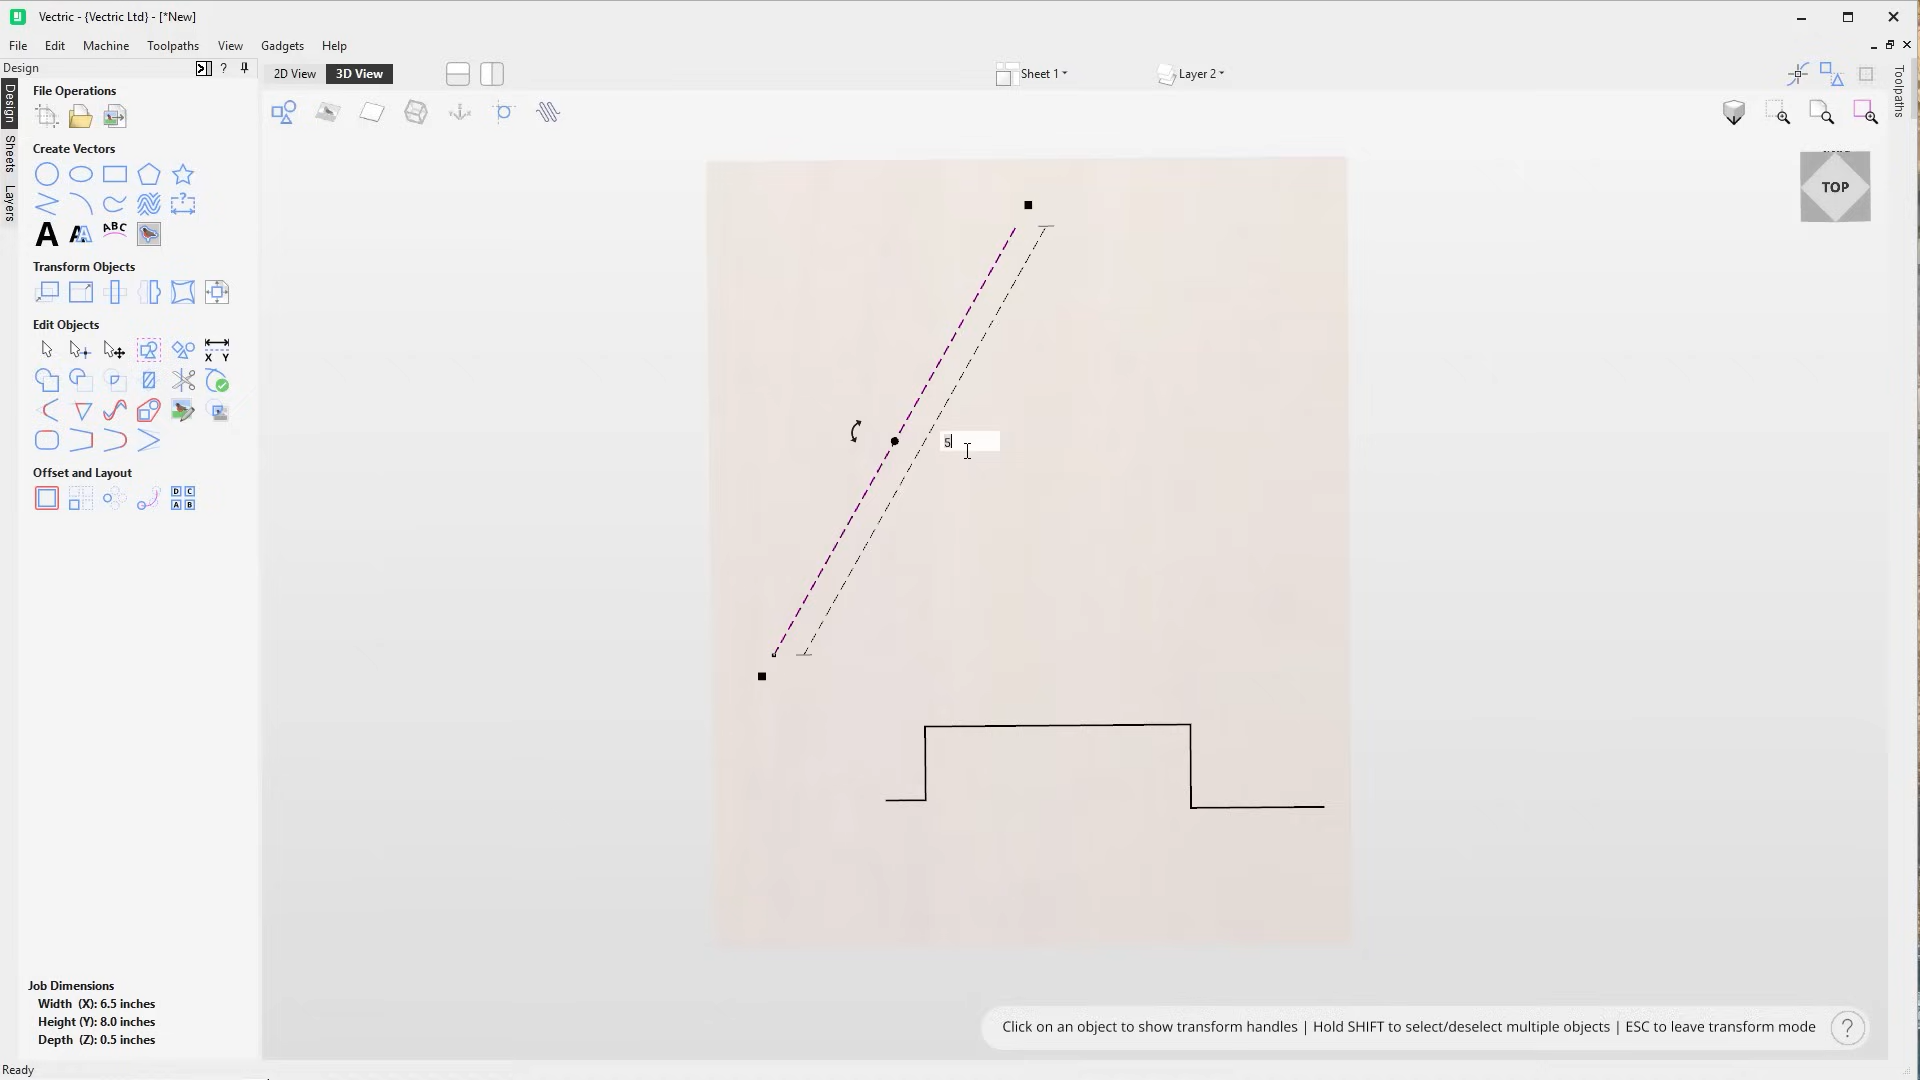 Vectric - {Vectric Ltd} - [*New]
File Edit Machine Toolpaths View Gadgets Help
Design ?
2D View 3D View Sheet 1 Layer 2
Design
Sheets
Layers
Toolpaths
File Operations
Create Vectors
A A ABC
Transform Objects
Edit Objects
X Y
Offset and Layout
D C
A B
TOP
5
Job Dimensions
Width (X): 6.5 inches
Height (Y): 8.0 inches
Depth (Z): 0.5 inches
Click on an object to show transform handles | Hold SHIFT to select/deselect multiple objects | ESC to leave transform mode ?
Ready